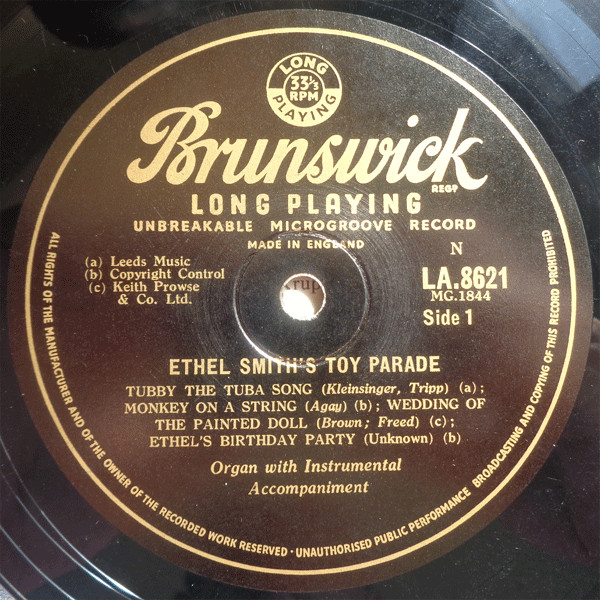 LONG
33⅓
RPM
PLAYING
Brunswick
REGD
LONG PLAYING
UNBREAKABLE MICROGROOVE RECORD
MADE IN ENGLAND
N
(a) Leeds Music
(b) Copyright Control
(c) Keith Prowse
& Co. Ltd.
LA.8621
MG.1844
Side 1
ETHEL SMITH'S TOY PARADE
TUBBY THE TUBA SONG (Kleinsinger, Tripp) (a) ;
MONKEY ON A STRING (Agay) (b) ; WEDDING OF
THE PAINTED DOLL (Brown ; Freed) (c) ;
ETHEL'S BIRTHDAY PARTY (Unknown) (b)
Organ with Instrumental
Accompaniment
ALL RIGHTS OF THE MANUFACTURER AND OF THE OWNER OF THE RECORDED WORK RESERVED · UNAUTHORISED PUBLIC PERFORMANCE BROADCASTING AND COPYING OF THIS RECORD PROHIBITED